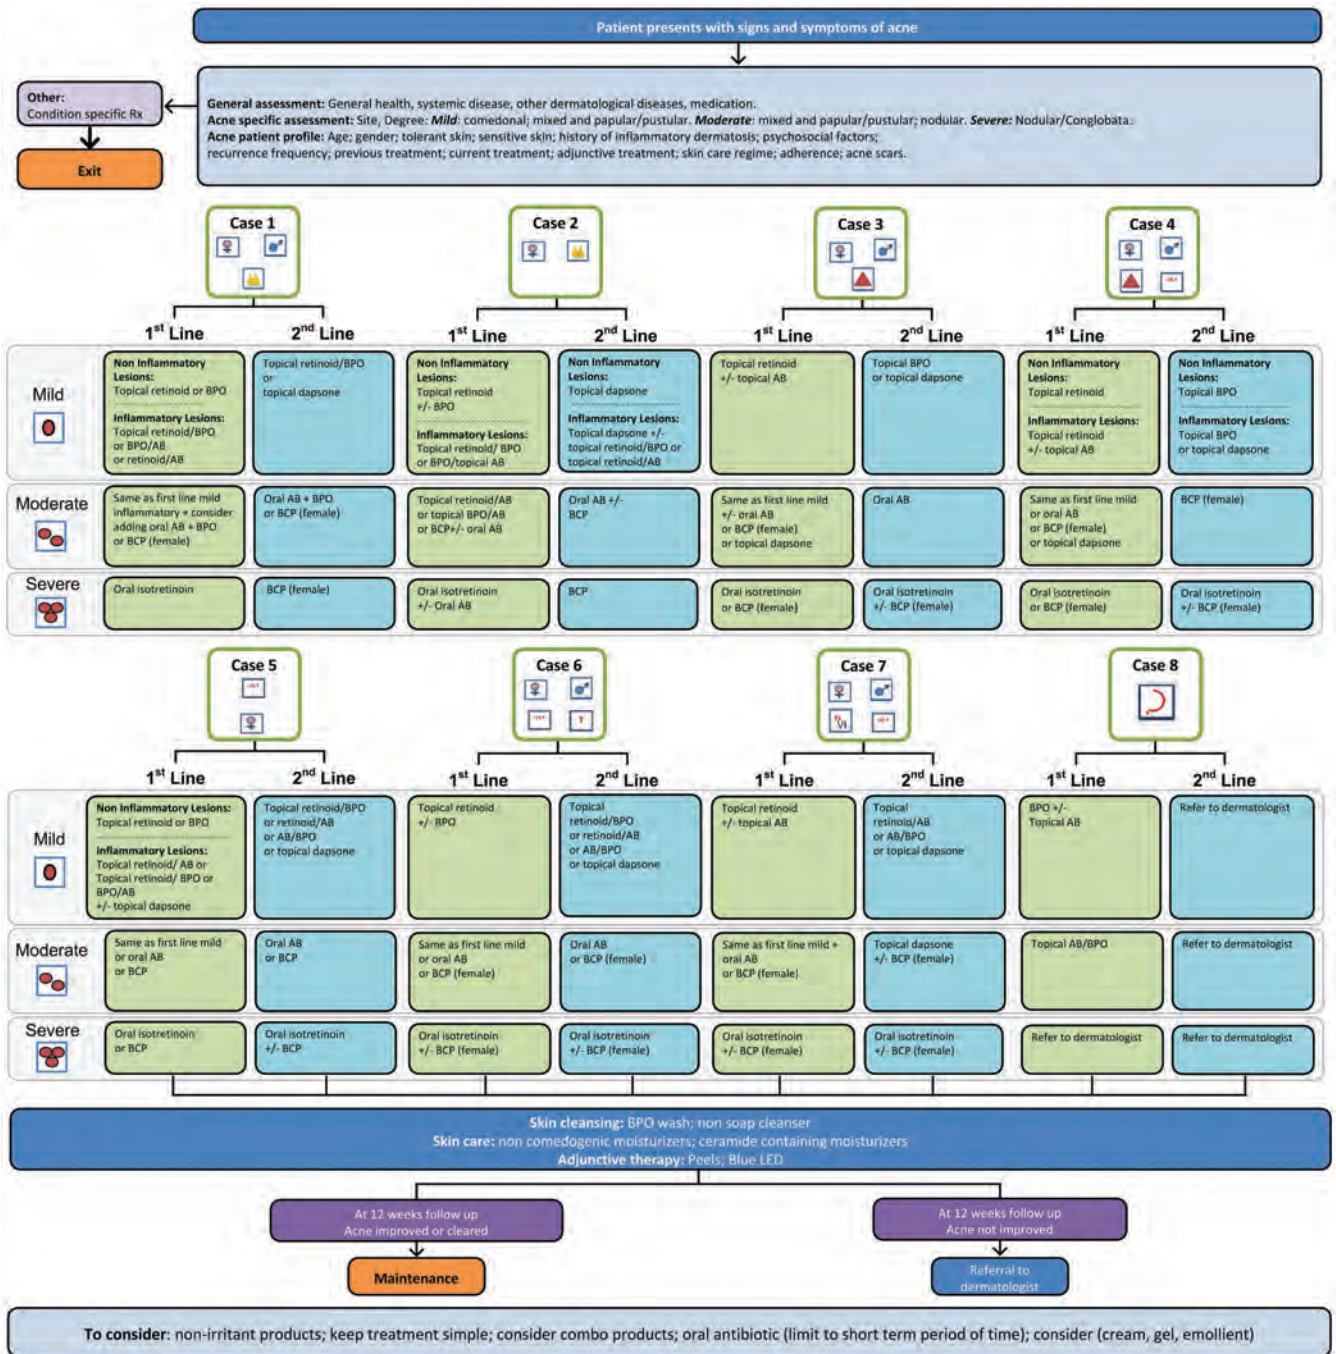 Patient presents with signs and symptoms of acne
Other:
Condition specific Rx
Exit
General assessment: General health, systemic disease, other dermatological diseases, medication.
Acne specific assessment: Site, Degree: Mild: comedonal; mixed and papular/pustular. Moderate: mixed and papular/pustular; nodular. Severe: Nodular/Conglobata.
Acne patient profile: Age; gender; tolerant skin; sensitive skin; history of inflammatory dermatosis; psychosocial factors;
recurrence frequency; previous treatment; current treatment; adjunctive treatment; skin care regime; adherence; acne scars.
Case 1
Case 2
Case 3
Case 4
1st Line
2nd Line
1st Line
2nd Line
1st Line
2nd Line
1st Line
2nd Line
Mild
Non Inflammatory
Lesions:
Topical retinoid or BPO
Inflammatory Lesions:
Topical retinoid/BPO
or BPO/AB
or retinoid/AB
Topical retinoid/BPO
or
topical dapsone
Non Inflammatory
Lesions:
Topical retinoid
+/- BPO
Inflammatory Lesions:
Topical retinoid/ BPO
or BPO/topical AB
Non Inflammatory
Lesions:
Topical dapsone
Inflammatory Lesions:
Topical dapsone +/-
topical retinoid/BPO or
topical retinoid/AB
Topical retinoid
+/- topical AB
Topical BPO
or topical dapsone
Non Inflammatory
Lesions:
Topical retinoid
Inflammatory Lesions:
Topical retinoid
+/- topical AB
Non Inflammatory
Lesions:
Topical BPO
Inflammatory Lesions:
Topical BPO
or topical dapsone
Moderate
Same as first line mild
inflammatory + consider
adding oral AB + BPO
or BCP (female)
Oral AB + BPO
or BCP (female)
Topical retinoid/AB
or topical BPO/AB
or BCP+/- oral AB
Oral AB +/-
BCP
Same as first line mild
+/- oral AB
or BCP (female)
or topical dapsone
Oral AB
Same as first line mild
or oral AB
or BCP (female)
or topical dapsone
BCP (female)
Severe
Oral isotretinoin
BCP (female)
Oral isotretinoin
+/- Oral AB
BCP
Oral isotretinoin
or BCP (female)
Oral isotretinoin
+/- BCP (female)
Oral isotretinoin
or BCP (female)
Oral isotretinoin
+/- BCP (female)
Case 5
Case 6
T
Case 7
VI
Case 8
1st Line
2nd Line
1st Line
2nd Line
1st Line
2nd Line
1st Line
2nd Line
Mild
Non Inflammatory Lesions:
Topical retinoid or BPO
Inflammatory Lesions:
Topical retinoid/ AB or
Topical retinoid/ BPO or
BPO/AB
+/- topical dapsone
Topical retinoid/BPO
or retinoid/AB
or AB/BPO
or topical dapsone
Topical retinoid
+/- BPO
Topical
retinoid/BPO
or retinoid/AB
or AB/BPO
or topical dapsone
Topical retinoid
+/- topical AB
Topical
retinoid/AB
or AB/BPO
or topical dapsone
BPO +/-
Topical AB
Refer to dermatologist
Moderate
Same as first line mild
or oral AB
or BCP
Oral AB
or BCP
Same as first line mild
or oral AB
or BCP (female)
Oral AB
or BCP (female)
Same as first line mild +
oral AB
or BCP (female)
Topical dapsone
+/- BCP (female)
Topical AB/BPO
Refer to dermatologist
Severe
Oral isotretinoin
or BCP
Oral isotretinoin
+/- BCP
Oral isotretinoin
+/- BCP (female)
Oral isotretinoin
+/- BCP (female)
Oral isotretinoin
+/- BCP (female)
Oral isotretinoin
+/- BCP (female)
Refer to dermatologist
Refer to dermatologist
Skin cleansing: BPO wash; non soap cleanser
Skin care: non comedogenic moisturizers; ceramide containing moisturizers
Adjunctive therapy: Peels; Blue LED
At 12 weeks follow up
Acne improved or cleared
At 12 weeks follow up
Acne not improved
Maintenance
Referral to
dermatologist
To consider: non-irritant products; keep treatment simple; consider combo products; oral antibiotic (limit to short term period of time); consider (cream, gel, emollient)